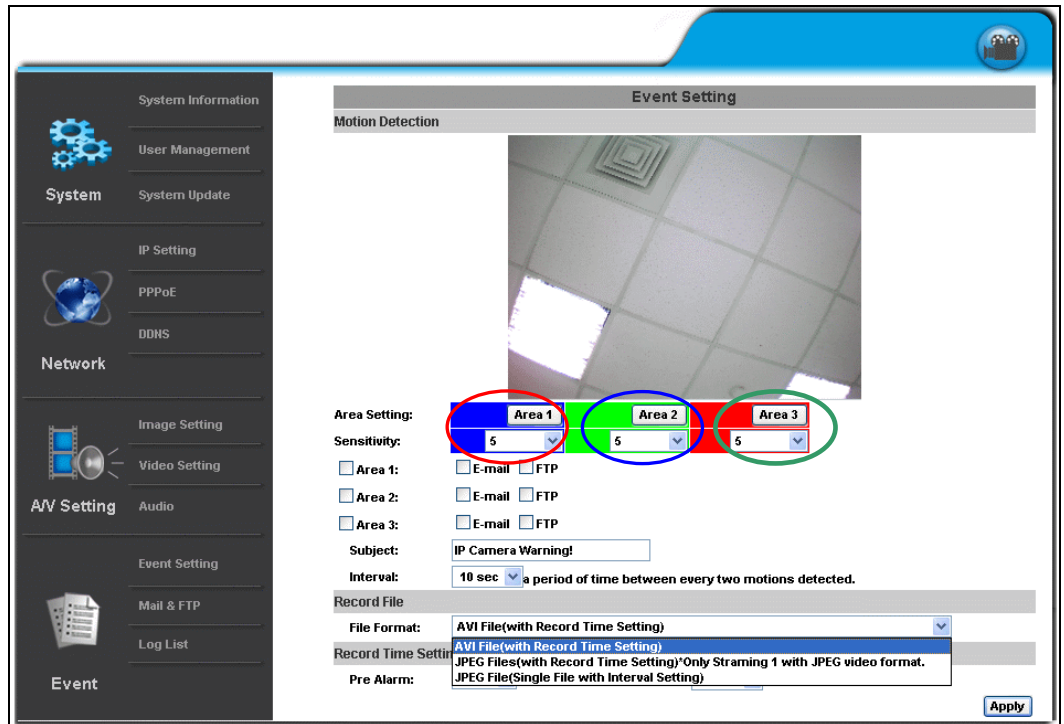 System Information
User Management
System
System Update
IP Setting
PPPoE
DDNS
Network
Image Setting
Video Setting
A/V Setting
Audio
Event Setting
Mail & FTP
Log List
Event
Event Setting
Motion Detection
Area Setting: Area 1 Area 2 Area 3
Sensitivity: 5 5 5
Area 1: E-mail FTP
Area 2: E-mail FTP
Area 3: E-mail FTP
Subject: IP Camera Warning!
Interval: 10 sec a period of time between every two motions detected.
Record File
File Format: AVI File(with Record Time Setting)
AVI File(with Record Time Setting)
Record Time Settin
JPEG Files(with Record Time Setting)*Only Straming 1 with JPEG video format.
JPEG File(Single File with Interval Setting)
Pre Alarm:
Apply